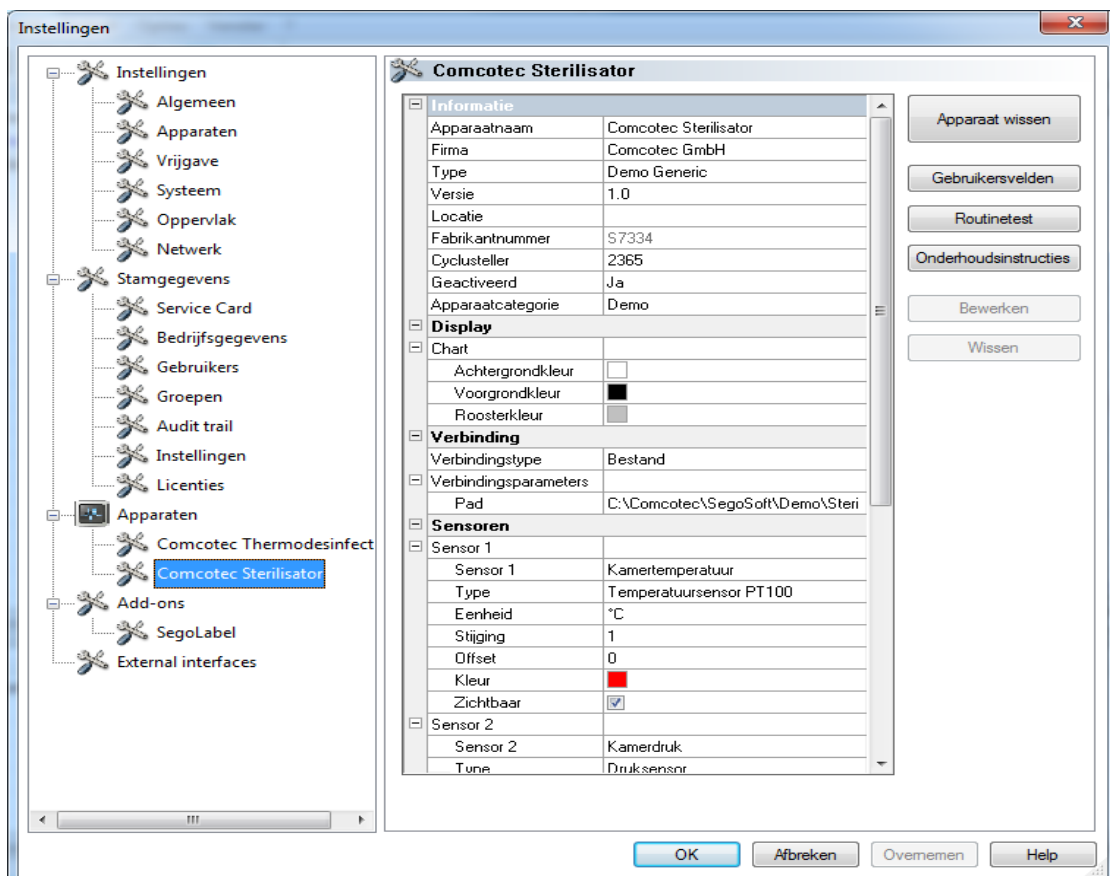 Instellingen
Instellingen
Algemeen
Apparaten
Vrijgave
Systeem
Oppervlak
Netwerk
Stamgegevens
Service Card
Bedrijfsgegevens
Gebruikers
Groepen
Audit trail
Instellingen
Licenties
Apparaten
Comcotec Thermodesinfect
Comcotec Sterilisator
Add-ons
SegoLabel
External interfaces
Comcotec Sterilisator
Informatie
Apparaatnaam Comcotec Sterilisator
Firma Comcotec GmbH
Type Demo Generic
Versie 1.0
Locatie
Fabrikantnummer S7334
Cyclusteller 2365
Geactiveerd Ja
Apparaatcategorie Demo
Display
Chart
Achtergrondkleur
Voorgrondkleur
Roosterkleur
Verbinding
Verbindingstype Bestand
Verbindingsparameters
Pad C:\Comcotec\SegoSoft\Demo\Steri
Sensoren
Sensor 1
Sensor 1 Kamertemperatuur
Type Temperatuursensor PT100
Eenheid °C
Stijging 1
Offset 0
Kleur
Zichtbaar
Sensor 2
Sensor 2 Kamerdruk
Type Druksensor
Apparaat wissen
Gebruikersvelden
Routinetest
Onderhoudsinstructies
Bewerken
Wissen
OK Afbreken Overnemen Help